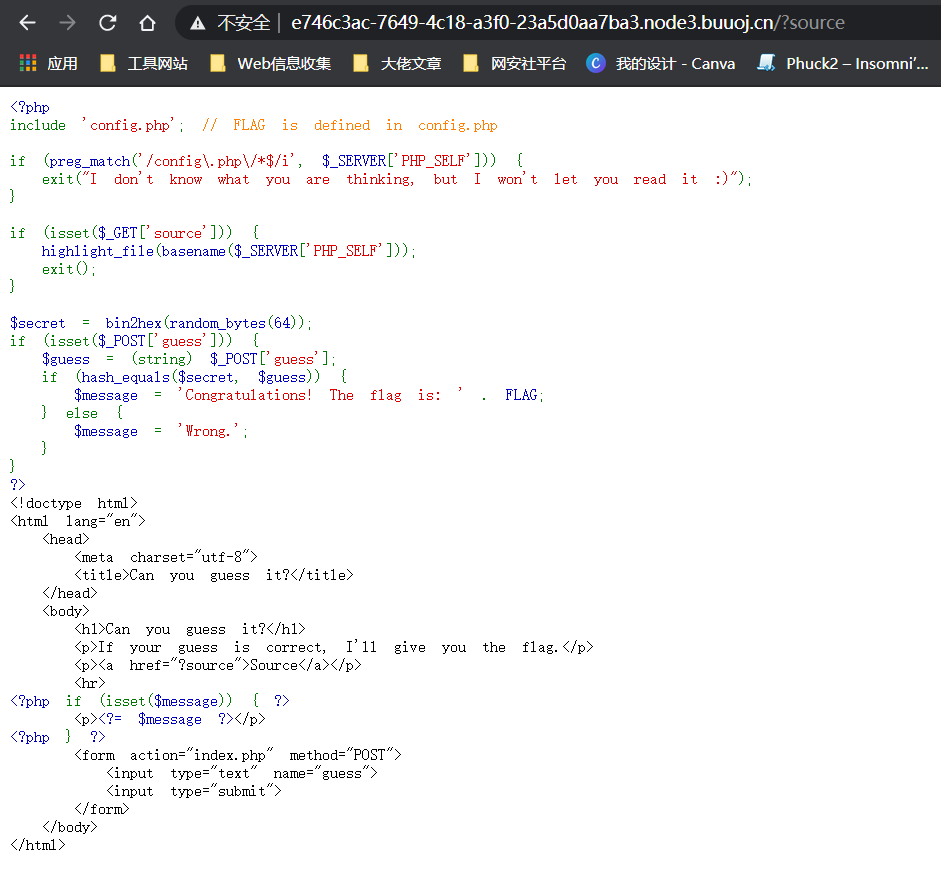 不安全 | e746c3ac-7649-4c18-a3f0-23a5d0aa7ba3.node3.buuoj.cn/?source
应用 工具网站 Web信息收集 大佬文章 网安社平台 C 我的设计 - Canva Phuck2 – Insomni'...
<?php
include 'config.php'; // FLAG is defined in config.php

if (preg_match('/config\.php\/*$/i', $_SERVER['PHP_SELF'])) {
    exit("I don't know what you are thinking, but I won't let you read it :)");
}

if (isset($_GET['source'])) {
    highlight_file(basename($_SERVER['PHP_SELF']));
    exit();
}

$secret = bin2hex(random_bytes(64));
if (isset($_POST['guess'])) {
    $guess = (string) $_POST['guess'];
    if (hash_equals($secret, $guess)) {
        $message = 'Congratulations! The flag is: ' . FLAG;
    } else {
        $message = 'Wrong.';
    }
}
?>
<!doctype html>
<html lang="en">
    <head>
        <meta charset="utf-8">
        <title>Can you guess it?</title>
    </head>
    <body>
        <h1>Can you guess it?</h1>
        <p>If your guess is correct, I'll give you the flag.</p>
        <p><a href="?source">Source</a></p>
        <hr>
<?php if (isset($message)) { ?>
        <p><?= $message ?></p>
<?php } ?>
        <form action="index.php" method="POST">
            <input type="text" name="guess">
            <input type="submit">
        </form>
    </body>
</html>